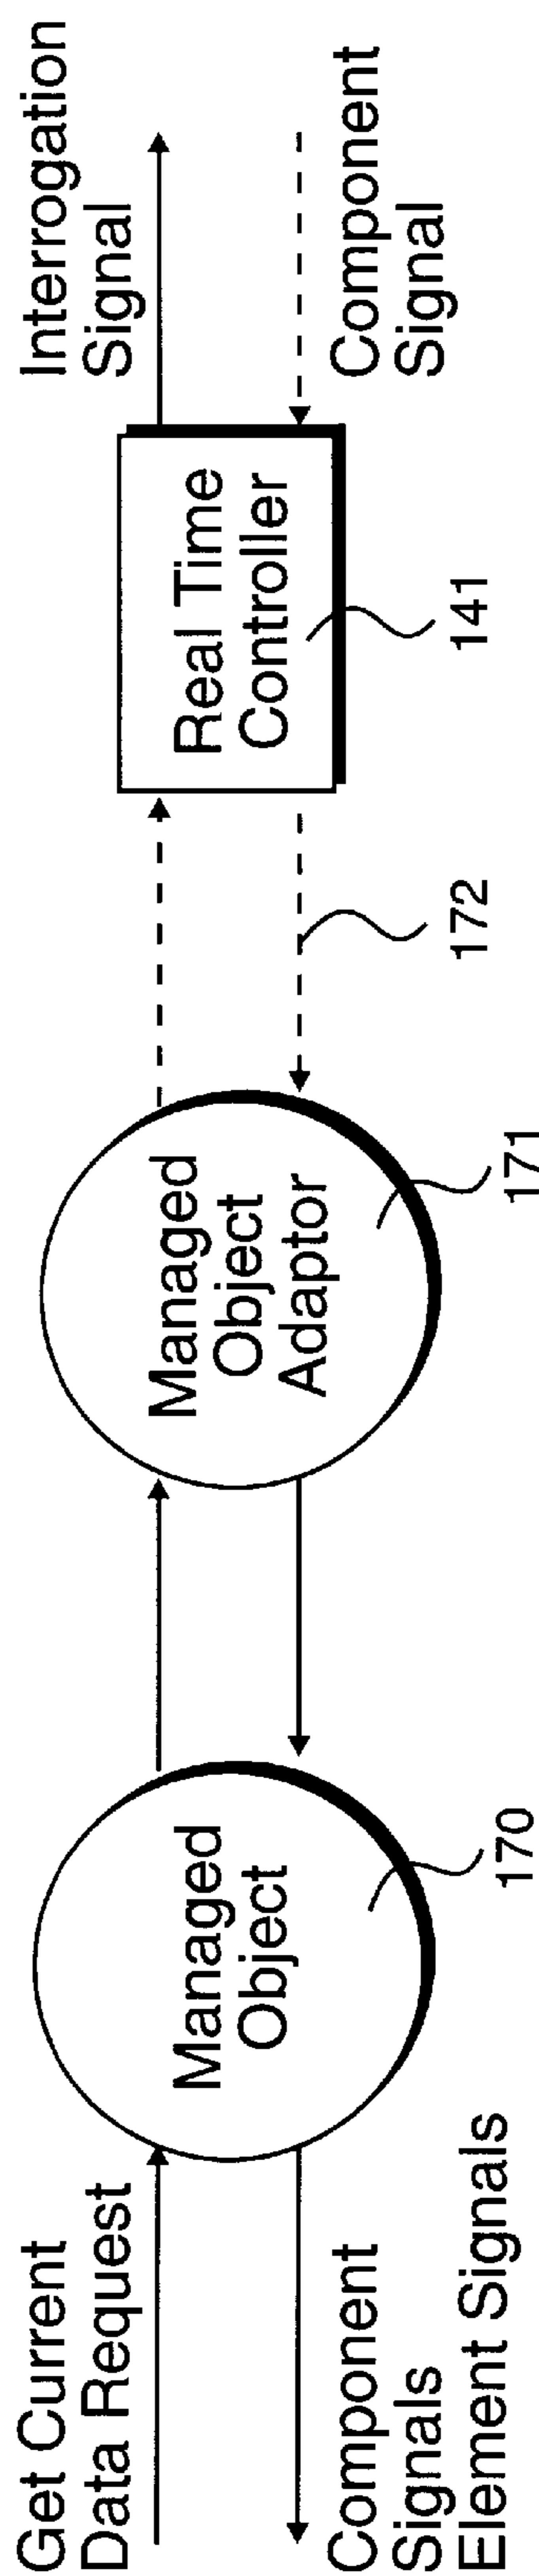 Get Current
Data Request
Component
Signals
Element Signals
Managed
Object
170
Managed
Object
Adaptor
171
172
Real Time
Controller
141
Interrogation
Signal
Component
Signal